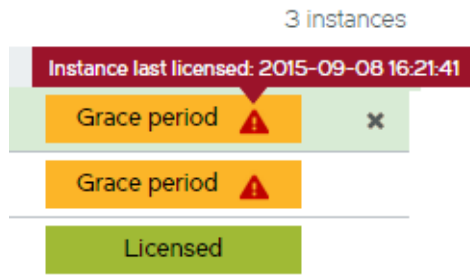 3 instances
Instance last licensed: 2015-09-08 16:21:41
Grace period
Grace period
Licensed